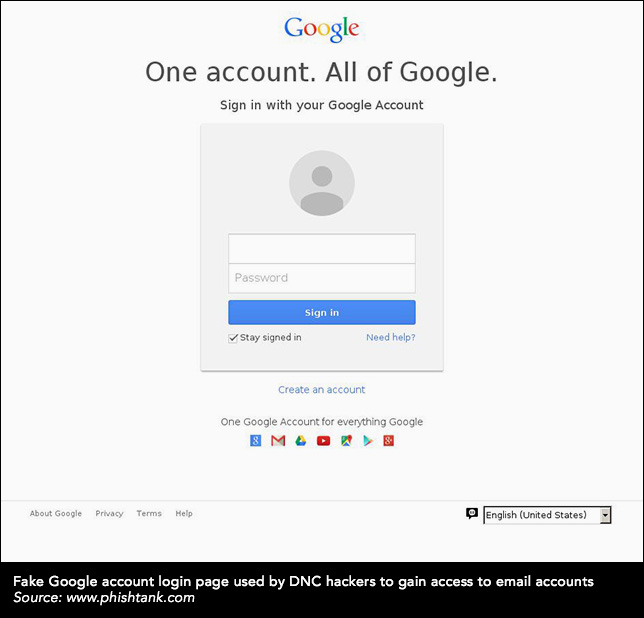 Google
One account. All of Google.
Sign in with your Google Account
Password
Sign in
Stay signed in Need help?
Create an account
One Google Account for everything Google
About Google Privacy Terms Help English (United States)
Fake Google account login page used by DNC hackers to gain access to email accounts
Source: www.phishtank.com